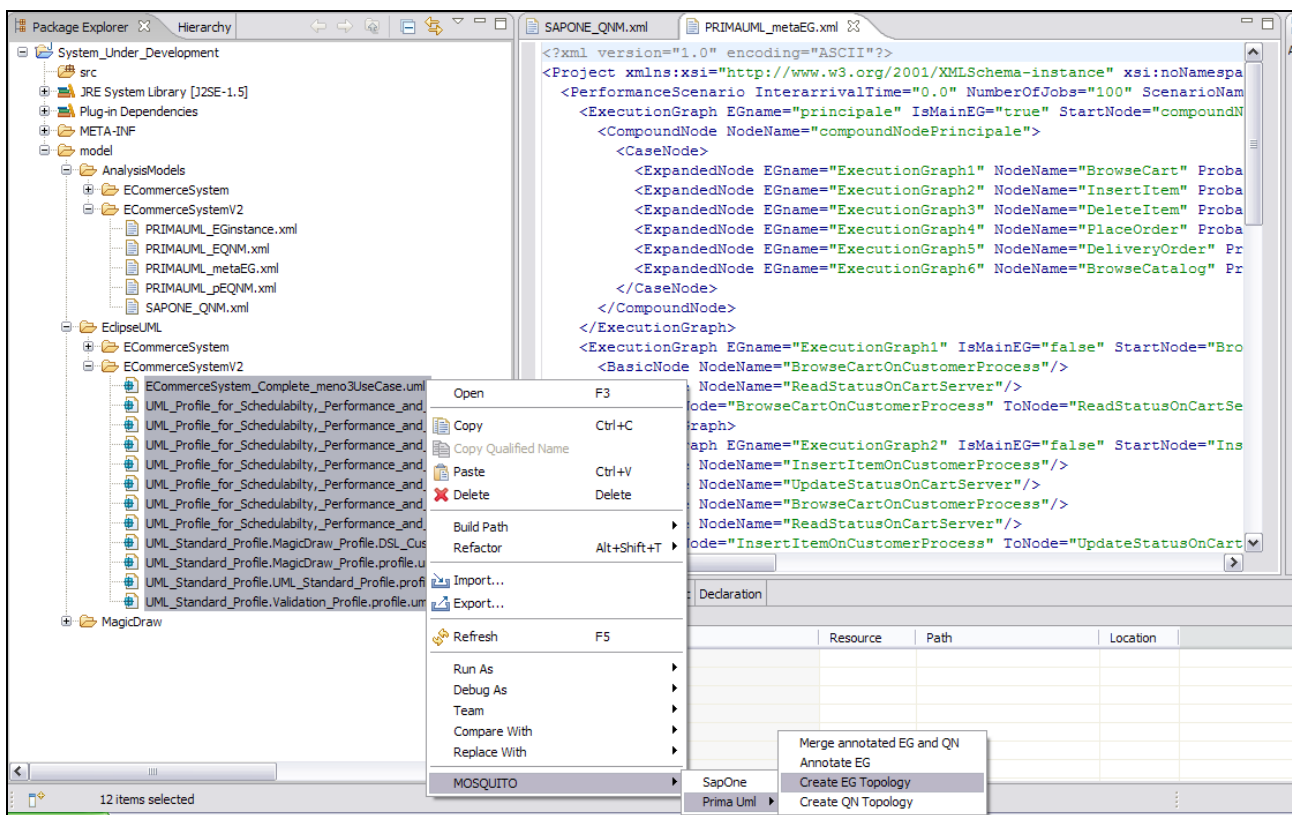 Package Explorer
Hierarchy
System_Under_Development
src
JRE System Library [J2SE-1.5]
Plug-in Dependencies
META-INF
model
AnalysisModels
ECommerceSystem
ECommerceSystemV2
PRIMAUML_EGinstance.xml
PRIMAUML_EQNM.xml
PRIMAUML_metaEG.xml
PRIMAUML_pEQNM.xml
SAPONE_QNM.xml
EclipseUML
ECommerceSystem
ECommerceSystemV2
ECommerceSystem_Complete_meno3UseCase.uml
UML_Profile_for_Schedulabilty,_Performance_and_
UML_Profile_for_Schedulabilty,_Performance_and_
UML_Profile_for_Schedulabilty,_Performance_and_
UML_Profile_for_Schedulabilty,_Performance_and_
UML_Profile_for_Schedulabilty,_Performance_and_
UML_Profile_for_Schedulabilty,_Performance_and_
UML_Profile_for_Schedulabilty,_Performance_and_
UML_Standard_Profile.MagicDraw_Profile.DSL_Cus
UML_Standard_Profile.MagicDraw_Profile.profile.u
UML_Standard_Profile.UML_Standard_Profile.profi
UML_Standard_Profile.Validation_Profile.profile.um
MagicDraw
12 items selected
SAPONE_QNM.xml
PRIMAUML_metaEG.xml
<?xml version="1.0" encoding="ASCII"?>
<Project xmlns:xsi="http://www.w3.org/2001/XMLSchema-instance" xsi:noNamespa
<PerformanceScenario InterarrivalTime="0.0" NumberOfJobs="100" ScenarioNam
<ExecutionGraph EGname="principale" IsMainEG="true" StartNode="compoundN
<CompoundNode NodeName="compoundNodePrincipale">
<CaseNode>
<ExpandedNode EGname="ExecutionGraph1" NodeName="BrowseCart" Proba
<ExpandedNode EGname="ExecutionGraph2" NodeName="InsertItem" Proba
<ExpandedNode EGname="ExecutionGraph3" NodeName="DeleteItem" Proba
<ExpandedNode EGname="ExecutionGraph4" NodeName="PlaceOrder" Proba
<ExpandedNode EGname="ExecutionGraph5" NodeName="DeliveryOrder" Pr
<ExpandedNode EGname="ExecutionGraph6" NodeName="BrowseCatalog" Pr
</CaseNode>
</CompoundNode>
</ExecutionGraph>
<ExecutionGraph EGname="ExecutionGraph1" IsMainEG="false" StartNode="Bro
<BasicNode NodeName="BrowseCartOnCustomerProcess"/>
NodeName="ReadStatusOnCartServer"/>
ode="BrowseCartOnCustomerProcess" ToNode="ReadStatusOnCartSe
raph>
aph EGname="ExecutionGraph2" IsMainEG="false" StartNode="Ins
NodeName="InsertItemOnCustomerProcess"/>
NodeName="UpdateStatusOnCartServer"/>
NodeName="BrowseCartOnCustomerProcess"/>
NodeName="ReadStatusOnCartServer"/>
ode="InsertItemOnCustomerProcess" ToNode="UpdateStatusOnCart
Declaration
Resource Path Location
Open F3
Copy Ctrl+C
Copy Qualified Name
Paste Ctrl+V
Delete Delete
Build Path
Refactor Alt+Shift+T
Import...
Export...
Refresh F5
Run As
Debug As
Team
Compare With
Replace With
MOSQUITO
SapOne
Prima Uml
Merge annotated EG and QN
Annotate EG
Create EG Topology
Create QN Topology